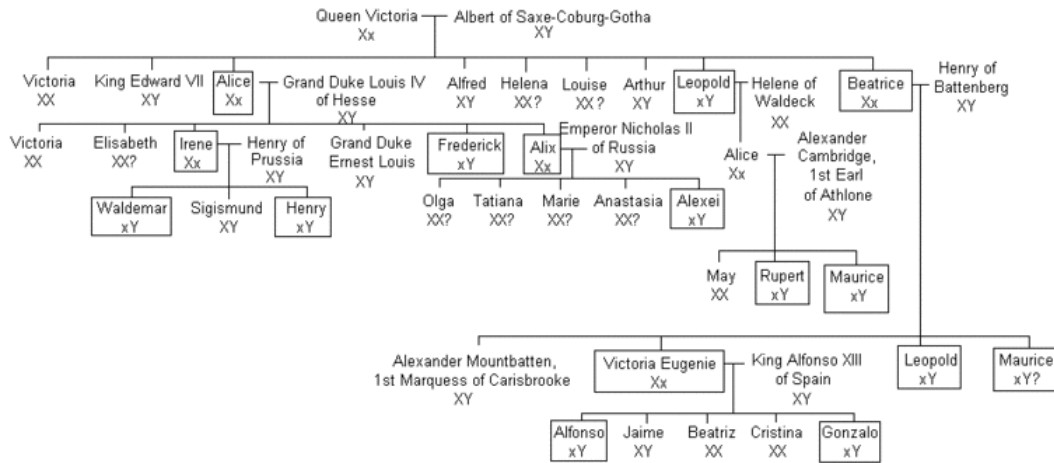 Queen Victoria
Xx
Albert of Saxe-Coburg-Gotha
XY
Victoria
XX
King Edward VII
XY
Alice
Xx
Grand Duke Louis IV
of Hesse
XY
Alfred
XY
Helena
XX?
Louise
XX?
Arthur
XY
Leopold
xY
Helene of
Waldeck
XX
Beatrice
Xx
Henry of
Battenberg
XY
Victoria
XX
Elisabeth
XX?
Irene
Xx
Henry of
Prussia
XY
Grand Duke
Ernest Louis
XY
Frederick
xY
Alix
Xx
Emperor Nicholas II
of Russia
XY
Alice
Xx
Alexander
Cambridge,
1st Earl
of Athlone
XY
Waldemar
xY
Sigismund
XY
Henry
xY
Olga
XX?
Tatiana
XX?
Marie
XX?
Anastasia
XX?
Alexei
xY
May
XX
Rupert
xY
Maurice
xY
Alexander Mountbatten,
1st Marquess of Carisbrooke
XY
Victoria Eugenie
Xx
King Alfonso XIII
of Spain
XY
Leopold
xY
Maurice
xY?
Alfonso
xY
Jaime
XY
Beatriz
XX
Cristina
XX
Gonzalo
xY